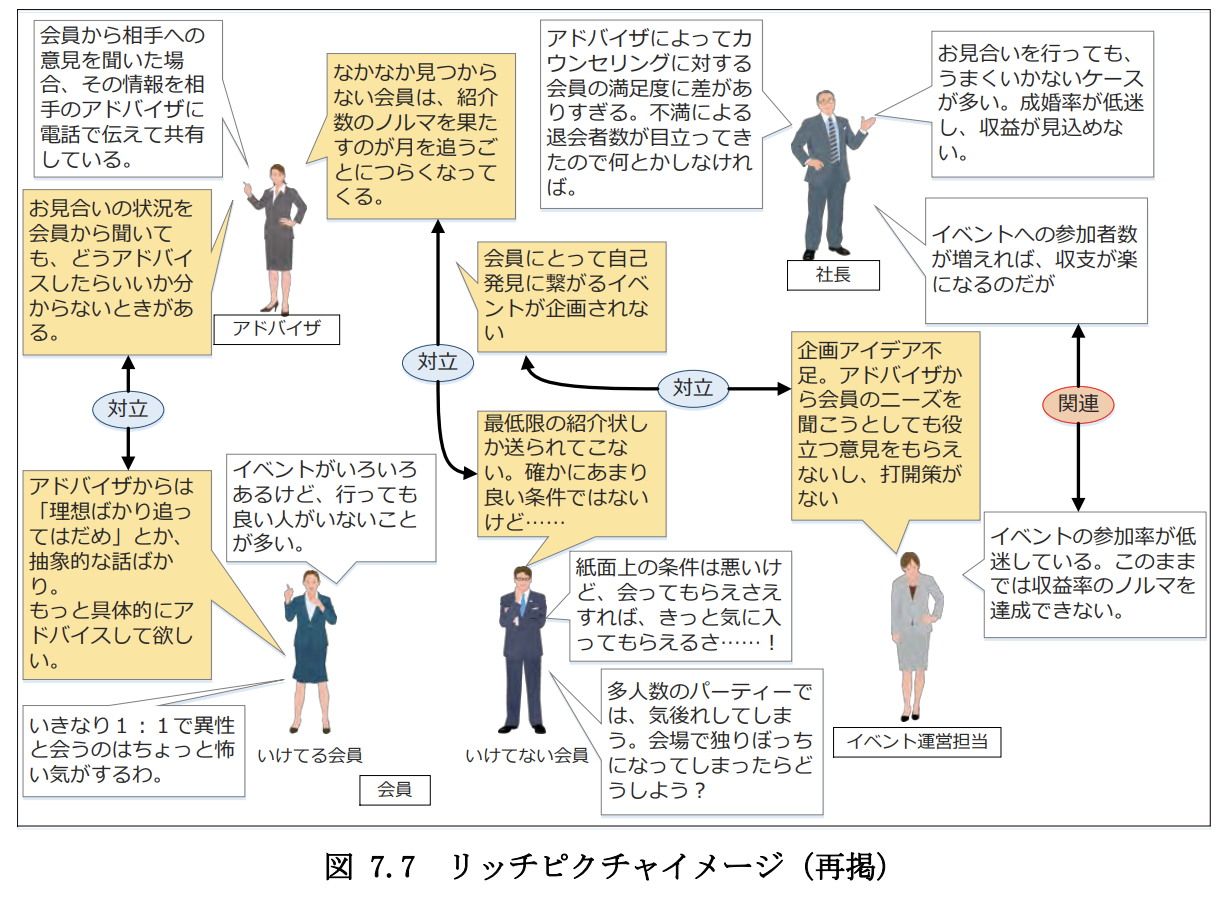 会員から相手への
意見を聞いた場
合、その情報を相
手のアドバイザに
電話で伝えて共有
している。
なかなか見つから
ない会員は、紹介
数のノルマを果た
すのが月を追うご
とにつらくなって
くる。
アドバイザによってカ
ウンセリングに対する
会員の満足度に差があ
りすぎる。不満による
退会者数が目立ってき
たので何とかしなけれ
ば。
お見合いを行っても、
うまくいかないケース
が多い。成婚率が低迷
し、収益が見込めな
い。
お見合いの状況を
会員から聞いて
も、どうアドバイ
スしたらいいか分
からないときがあ
る。
アドバイザ
会員にとって自己
発見に繋がるイベ
ントが企画されな
い
社長
イベントへの参加者数
が増えれば、収支が楽
になるのだが
対立
対立
対立
関連
企画アイデア不
足。アドバイザか
ら会員のニーズを
聞こうとしても役
立つ意見をもらえ
ないし、打開策が
ない
最低限の紹介状し
か送られてこな
い。確かにあまり
良い条件ではない
けど……
アドバイザからは
「理想ばかり追っ
てはだめ」とか、
抽象的な話ばか
り。
もっと具体的にア
ドバイスして欲し
い。
イベントがいろいろ
あるけど、行っても
良い人がいないこと
が多い。
紙面上の条件は悪いけ
ど、会ってもらえさえ
すれば、きっと気に入
ってもらえるさ……！
イベントの参加率が低
迷している。このまま
では収益率のノルマを
達成できない。
多人数のパーティーで
は、気後れしてしま
う。会場で独りぼっち
になってしまったらど
うしよう？
いきなり１：１で異性
と会うのはちょっと怖
い気がするわ。
いけてる会員
いけてない会員
会員
イベント運営担当
図 7.7 リッチピクチャイメージ（再掲）